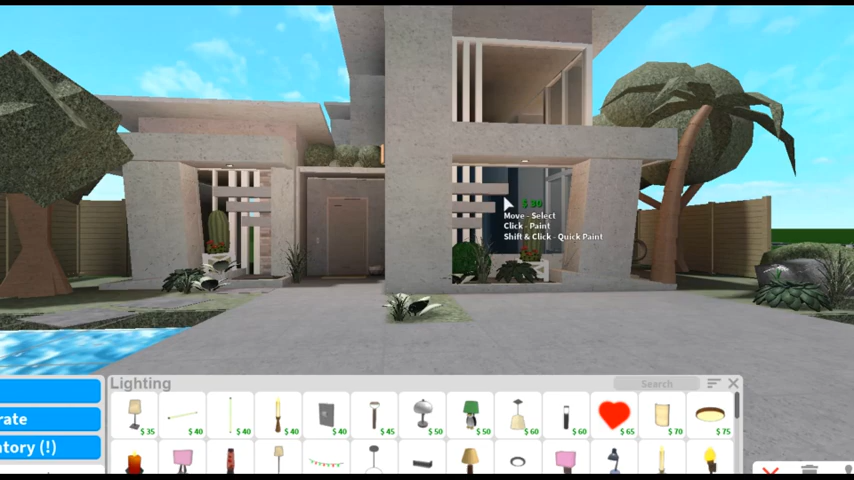 $ 30
Move - Select
Click - Paint
Shift & Click - Quick Paint
Lighting
Search
rate
ntory (!)
$ 35
$ 40
$ 40
$ 40
$ 40
$ 45
$ 50
$ 50
$ 60
$ 60
$ 65
$ 70
$ 75